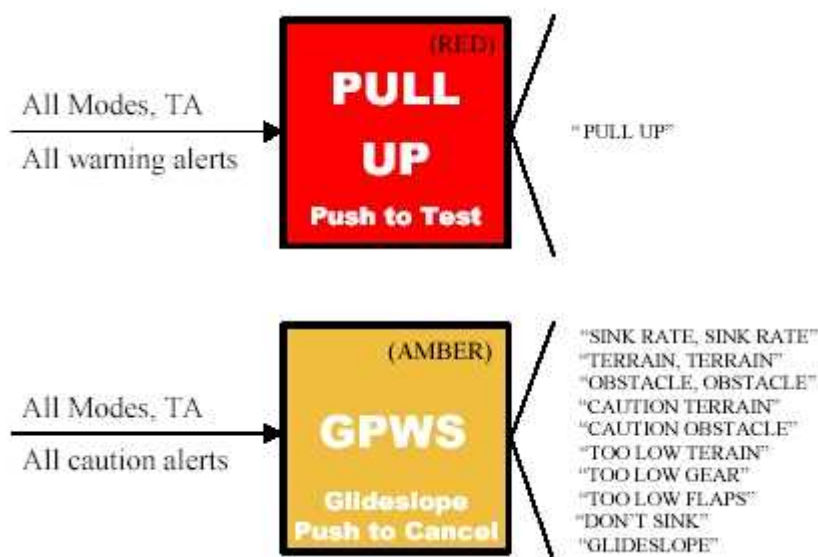 (RED)
PULL
UP
Push to Test
All Modes, TA
All warning alerts
“PULL UP”
(AMBER)
GPWS
Glideslope
Push to Cancel
All Modes, TA
All caution alerts
“SINK RATE, SINK RATE”
“TERRAIN, TERRAIN”
“OBSTACLE, OBSTACLE”
“CAUTION TERRAIN”
“CAUTION OBSTACLE”
“TOO LOW TERAIN”
“TOO LOW GEAR”
“TOO LOW FLAPS”
“DON’T SINK”
“GLIDESLOPE”